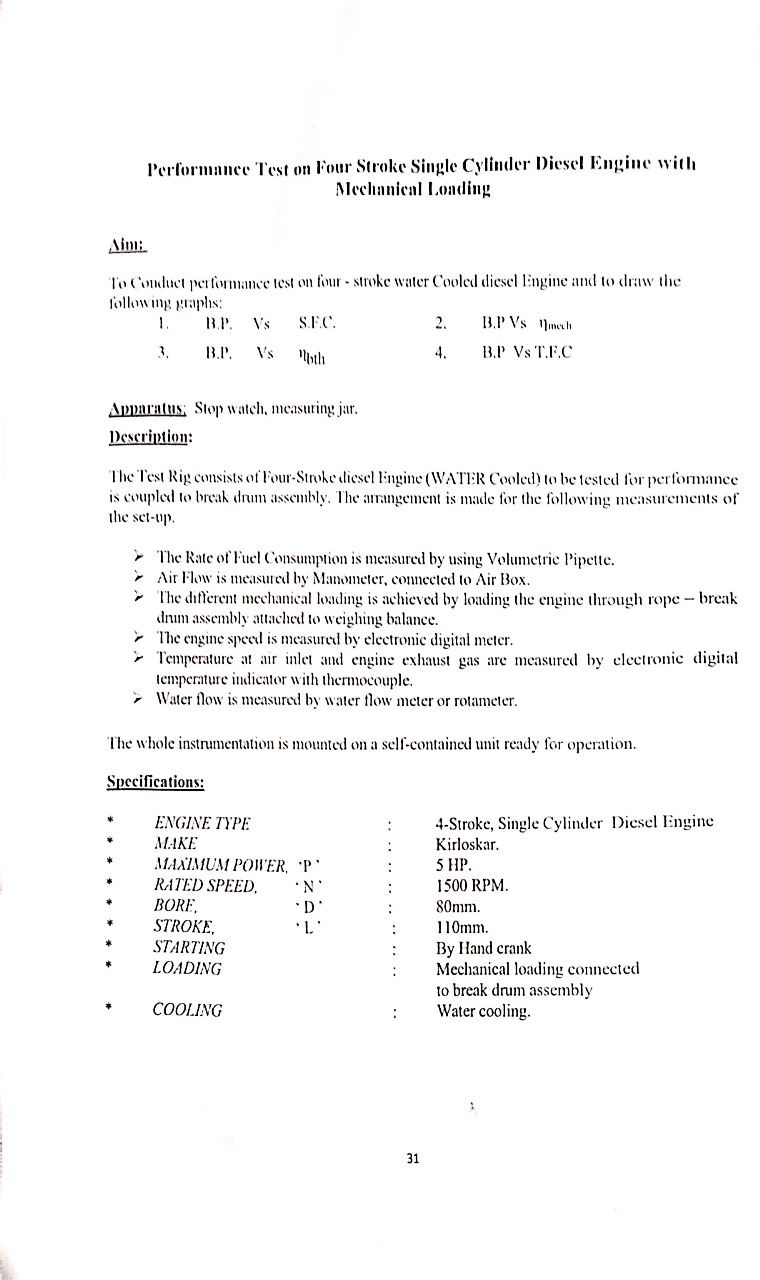 Performance Test on Four Stroke Single Cylinder Diesel Engine with
Mechanical Loading
Aim:
To Conduct performance test on four - stroke water Cooled diesel Engine and to draw the
following graphs:
1. B.P. Vs S.F.C. 2. B.P Vs ηmech
3. B.P. Vs ηbth 4. B.P Vs T.F.C
Apparatus: Stop watch, measuring jar.
Description:
The Test Rig consists of Four-Stroke diesel Engine (WATER Cooled) to be tested for performance
is coupled to break drum assembly. The arrangement is made for the following measurements of
the set-up.
➢ The Rate of Fuel Consumption is measured by using Volumetric Pipette.
➢ Air Flow is measured by Manometer, connected to Air Box.
➢ The different mechanical loading is achieved by loading the engine through rope – break
drum assembly attached to weighing balance.
➢ The engine speed is measured by electronic digital meter.
➢ Temperature at air inlet and engine exhaust gas are measured by electronic digital
temperature indicator with thermocouple.
➢ Water flow is measured by water flow meter or rotameter.
The whole instrumentation is mounted on a self-contained unit ready for operation.
Specifications:
* ENGINE TYPE : 4-Stroke, Single Cylinder Diesel Engine
* MAKE : Kirloskar.
* MAXIMUM POWER, 'P' : 5 HP.
* RATED SPEED, 'N' : 1500 RPM.
* BORE, 'D' : 80mm.
* STROKE, 'L' : 110mm.
* STARTING : By Hand crank
* LOADING : Mechanical loading connected
to break drum assembly
* COOLING : Water cooling.
31